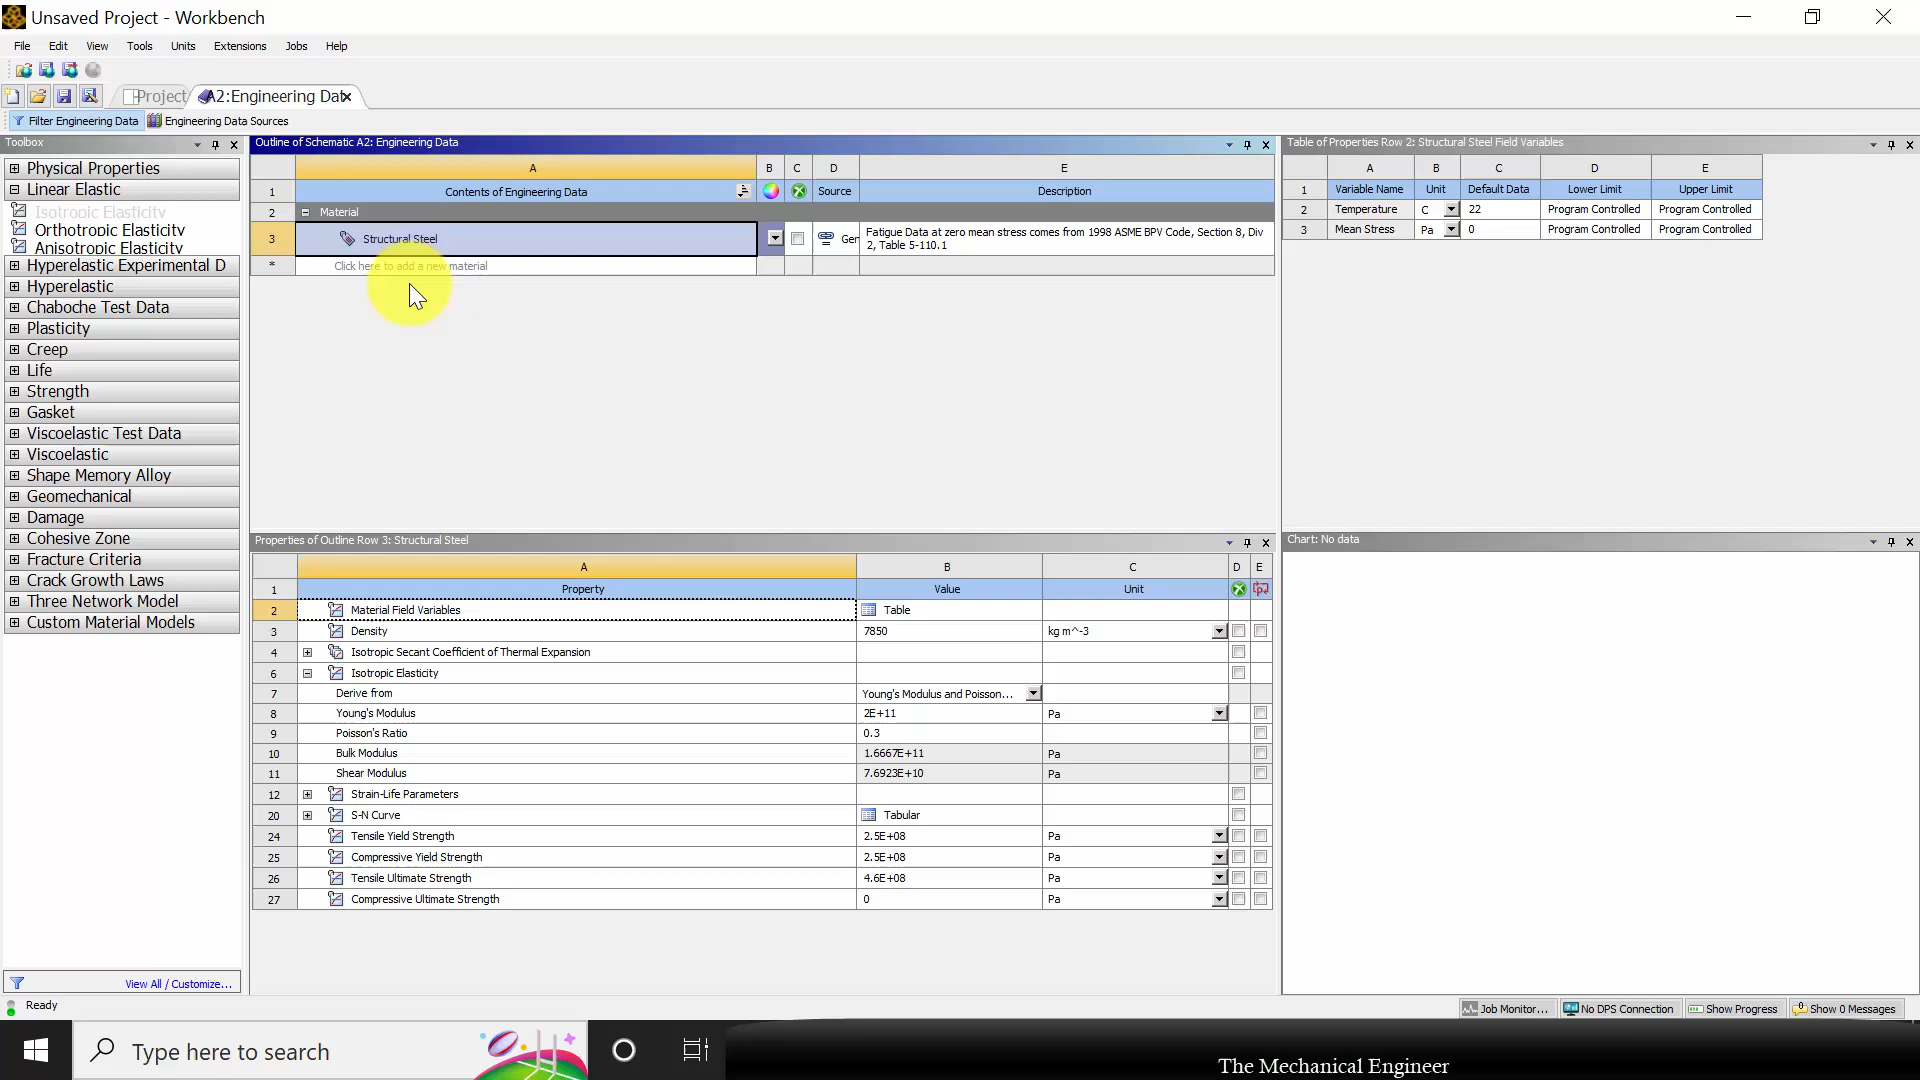 Unsaved Project - Workbench
File Edit View Tools Units Extensions Jobs Help
Project A2:Engineering Dat
Filter Engineering Data Engineering Data Sources
Toolbox
Physical Properties
Linear Elastic
Isotropic Elasticity
Orthotropic Elasticity
Anisotropic Elasticity
Hyperelastic Experimental D
Hyperelastic
Chaboche Test Data
Plasticity
Creep
Life
Strength
Gasket
Viscoelastic Test Data
Viscoelastic
Shape Memory Alloy
Geomechanical
Damage
Cohesive Zone
Fracture Criteria
Crack Growth Laws
Three Network Model
Custom Material Models
View All / Customize...
Outline of Schematic A2: Engineering Data
A B C D E
1 Contents of Engineering Data Source Description
2 Material
3 Structural Steel Ger Fatigue Data at zero mean stress comes from 1998 ASME BPV Code, Section 8, Div
2, Table 5-110.1
* Click here to add a new material
Properties of Outline Row 3: Structural Steel
A B C D E
1 Property Value Unit
2 Material Field Variables Table
3 Density 7850 kg m^-3
4 Isotropic Secant Coefficient of Thermal Expansion
6 Isotropic Elasticity
7 Derive from Young's Modulus and Poisson...
8 Young's Modulus 2E+11 Pa
9 Poisson's Ratio 0.3
10 Bulk Modulus 1.6667E+11 Pa
11 Shear Modulus 7.6923E+10 Pa
12 Strain-Life Parameters
20 S-N Curve Tabular
24 Tensile Yield Strength 2.5E+08 Pa
25 Compressive Yield Strength 2.5E+08 Pa
26 Tensile Ultimate Strength 4.6E+08 Pa
27 Compressive Ultimate Strength 0 Pa
Table of Properties Row 2: Structural Steel Field Variables
A B C D E
1 Variable Name Unit Default Data Lower Limit Upper Limit
2 Temperature C 22 Program Controlled Program Controlled
3 Mean Stress Pa 0 Program Controlled Program Controlled
Chart: No data
Ready
Job Monitor... No DPS Connection Show Progress Show 0 Messages
Type here to search
The Mechanical Engineer